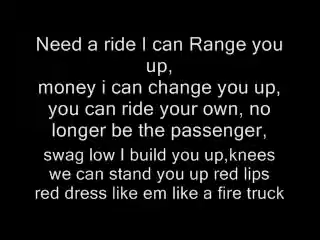 Need a ride I can Range you
up,
money i can change you up,
you can ride your own, no
longer be the passenger,
swag low I build you up,knees
we can stand you up red lips
red dress like em like a fire truck